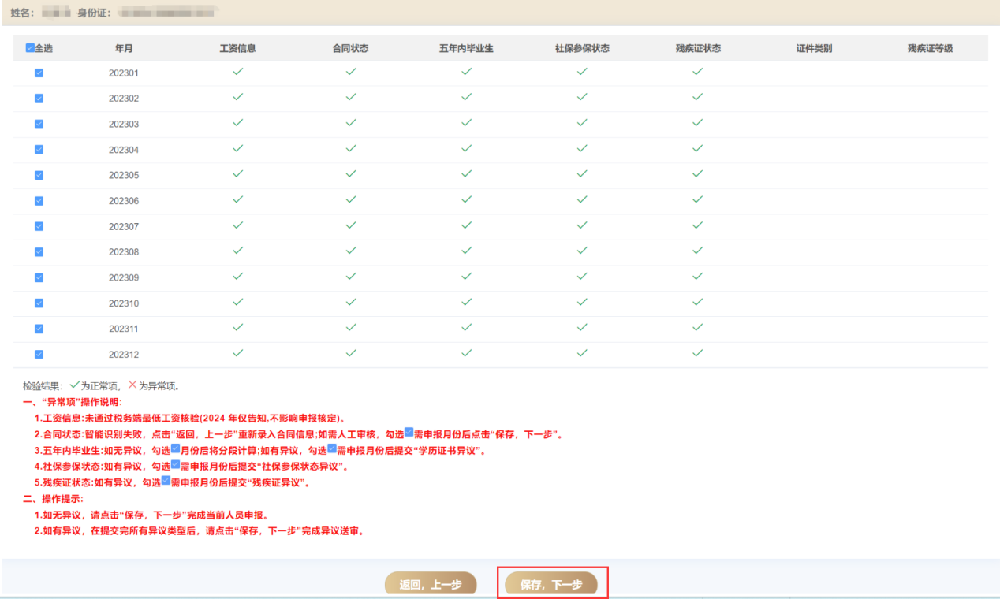 姓名： 身份证：
全选 年月 工资信息 合同状态 五年内毕业生 社保参保状态 残疾证状态 证件类别 残疾证等级
202301
202302
202303
202304
202305
202306
202307
202308
202309
202310
202311
202312
检验结果： 为正常项， 为异常项。
一、“异常项”操作说明:
1.工资信息:未通过税务端最低工资核验(2024 年仅告知,不影响申报核定)。
2.合同状态:智能识别失败，点击“返回，上一步”重新录入合同信息;如需人工审核，勾选 需申报月份后点击“保存，下一步”。
3.五年内毕业生:如无异议，勾选 月份后将分段计算;如有异议，勾选 需申报月份后提交“学历证书异议”。
4.社保参保状态:如有异议，勾选 需申报月份后提交“社保参保状态异议”。
5.残疾证状态:如有异议，勾选 需申报月份后提交“残疾证异议”。
二、操作提示:
1.如无异议，请点击“保存，下一步”完成当前人员申报。
2.如有异议，在提交完所有异议类型后，请点击“保存，下一步”完成异议送审。
返回，上一步 保存，下一步